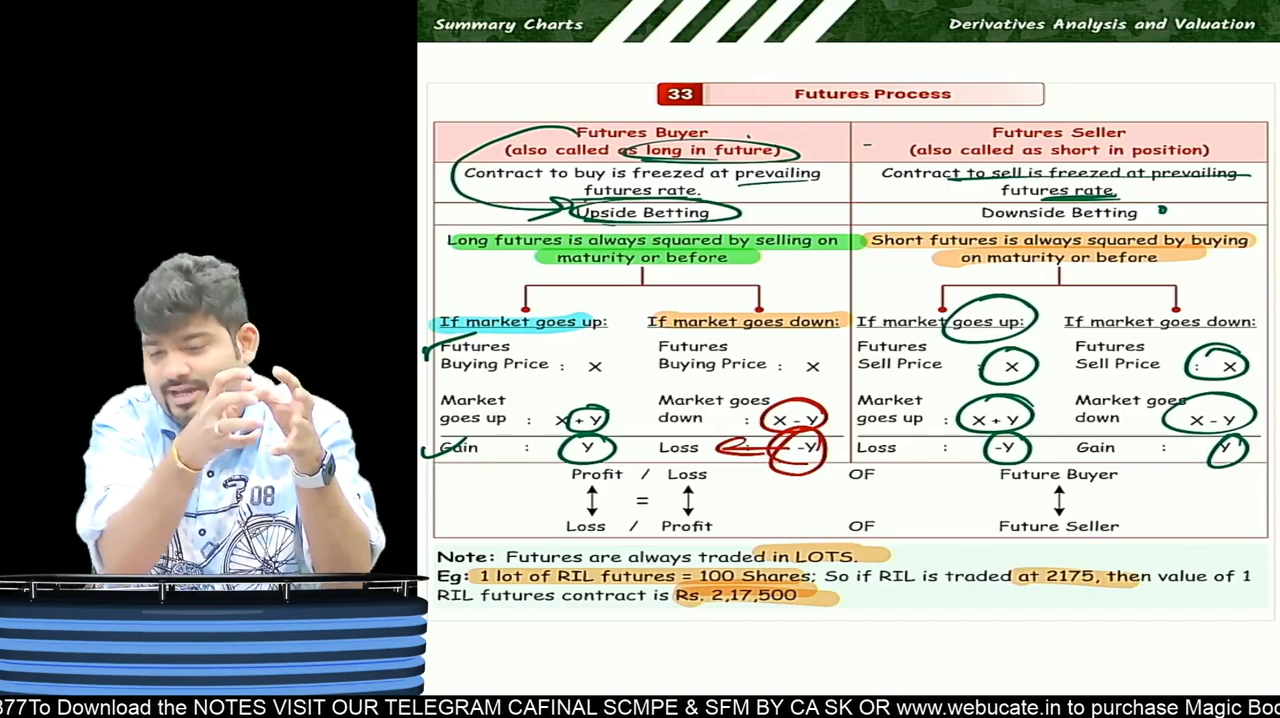 Summary Charts
Derivatives Analysis and Valuation
33 Futures Process
Futures Buyer
(also called as long in future)
Contract to buy is freezed at prevailing
futures rate.
Upside Betting
Long futures is always squared by selling on
maturity or before
If market goes up:
Futures
Buying Price : X
Market
goes up : X + Y
Gain : Y
If market goes down:
Futures
Buying Price : X
Market goes
down : X - Y
Loss : -Y
Futures Seller
(also called as short in position)
Contract to sell is freezed at prevailing
futures rate.
Downside Betting
Short futures is always squared by buying
on maturity or before
If market goes up:
Futures
Sell Price : X
Market
goes up : X + Y
Loss : -Y
If market goes down:
Futures
Sell Price : X
Market goes
down : X - Y
Gain : Y
Profit / Loss OF Future Buyer
=
Loss / Profit OF Future Seller
Note: Futures are always traded in LOTS.
Eg: 1 lot of RIL futures = 100 Shares; So if RIL is traded at 2175, then value of 1
RIL futures contract is Rs. 2,17,500
08
377To Download the NOTES VISIT OUR TELEGRAM CAFINAL SCMPE & SFM BY CA SK OR www.webucate.in to purchase Magic Boo